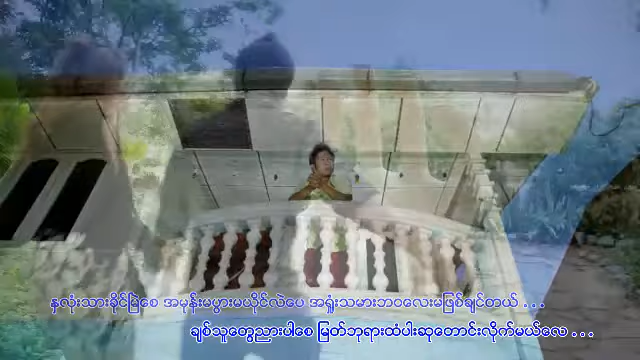 နှလုံးသားခိုင်မြဲစေ အမုန်းမပွားမယိုင်လဲပေ အရှုံးသမားဘဝလေးမဖြစ်ချင်တယ် . . .
ချစ်သူတွေညားပါစေ မြတ်ဘုရားထံပါးဆုတောင်းလိုက်မယ်လေ . . .